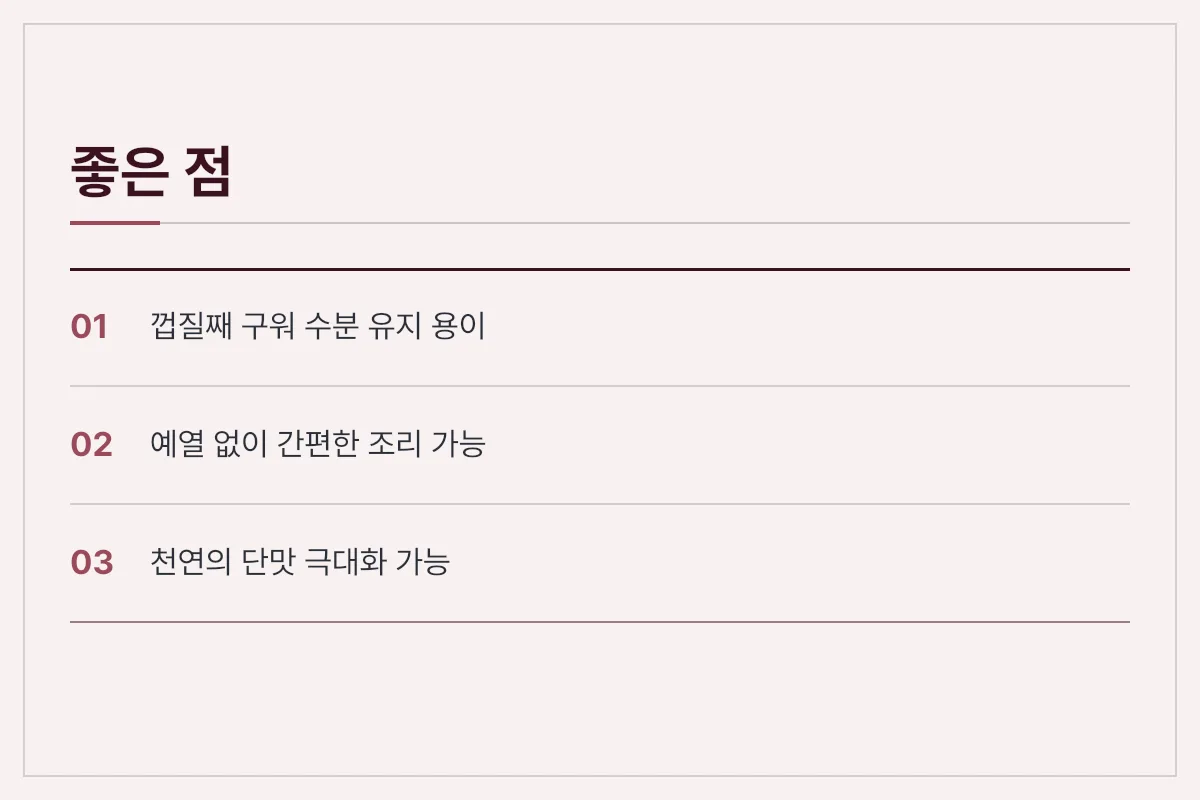 좋은 점
01 껍질째 구워 수분 유지 용이
02 예열 없이 간편한 조리 가능
03 천연의 단맛 극대화 가능